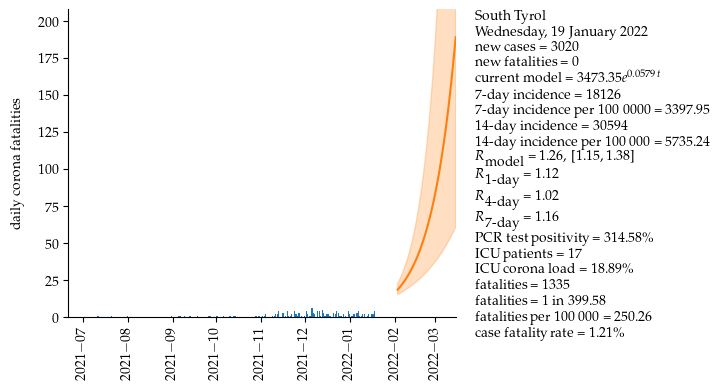 South Tyrol
Wednesday, 19 January 2022
new cases = 3020
new fatalities = 0
current model = 3473.35e^0.0579 t
7-day incidence = 18126
7-day incidence per 100 0000 = 3397.95
14-day incidence = 30594
14-day incidence per 100 000 = 5735.24
R_model = 1.26, [1.15, 1.38]
R_1-day = 1.12
R_4-day = 1.02
R_7-day = 1.16
PCR test positivity = 314.58%
ICU patients = 17
ICU corona load = 18.89%
fatalities = 1335
fatalities = 1 in 399.58
fatalities per 100 000 = 250.26
case fatality rate = 1.21%
daily corona fatalities
200
175
150
125
100
75
50
25
0
2021−07
2021−08
2021−09
2021−10
2021−11
2021−12
2022−01
2022−02
2022−03